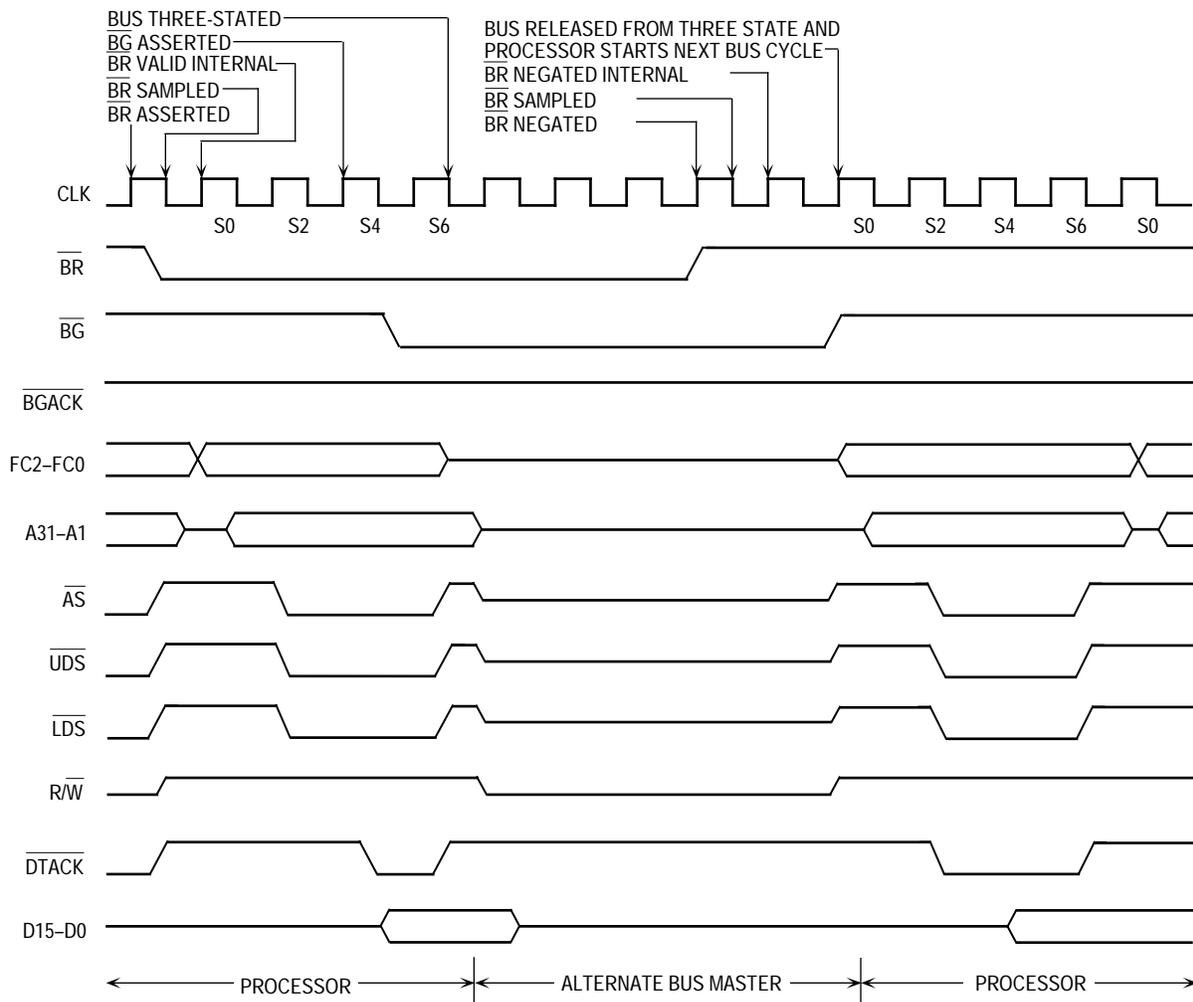 BUS THREE-STATED
BG ASSERTED
BR VALID INTERNAL
BR SAMPLED
BR ASSERTED
BUS RELEASED FROM THREE STATE AND
PROCESSOR STARTS NEXT BUS CYCLE
BR NEGATED INTERNAL
BR SAMPLED
BR NEGATED
CLK
S0 S2 S4 S6 S0 S2 S4 S6 S0
BR
BG
BGACK
FC2–FC0
A31–A1
AS
UDS
LDS
R/W
DTACK
D15–D0
PROCESSOR ALTERNATE BUS MASTER PROCESSOR